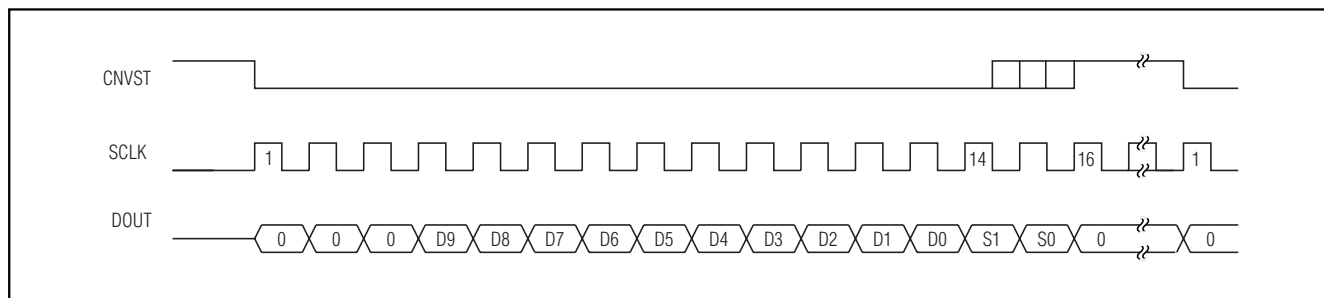 CNVST
SCLK 1 14 16 1
DOUT
0 0 0 D9 D8 D7 D6 D5 D4 D3 D2 D1 D0 S1 S0 0 0